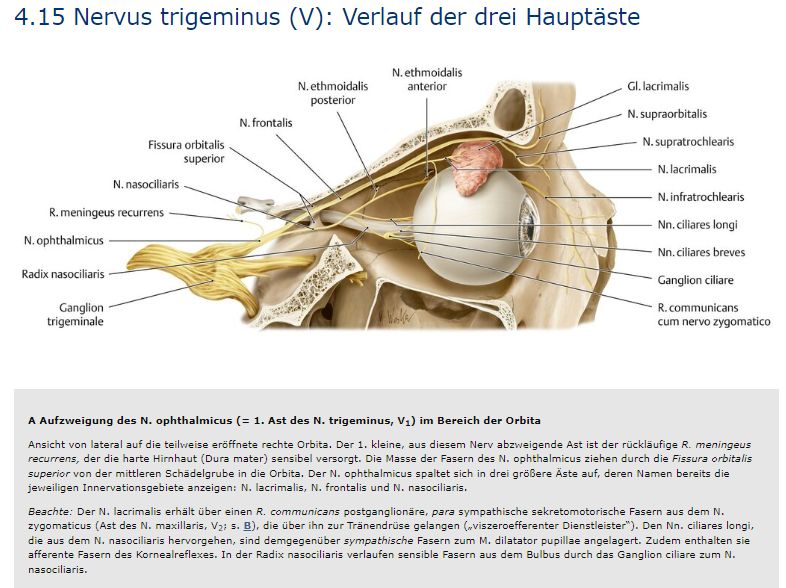 4.15 Nervus trigeminus (V): Verlauf der drei Hauptäste
N. ethmoidalis
anterior
N. ethmoidalis
posterior
Gl. lacrimalis
N. frontalis
N. supraorbitalis
Fissura orbitalis
superior
N. supratrochlearis
N. lacrimalis
N. nasociliaris
N. infratrochlearis
R. meningeus recurrens
Nn. ciliares longi
N. ophthalmicus
Nn. ciliares breves
Radix nasociliaris
Ganglion ciliare
Ganglion
trigeminale
R. communicans
cum nervo zygomatico
A Aufzweigung des N. ophthalmicus (= 1. Ast des N. trigeminus, V1) im Bereich der Orbita
Ansicht von lateral auf die teilweise eröffnete rechte Orbita. Der 1. kleine, aus diesem Nerv abzweigende Ast ist der rückläufige R. meningeus
recurrens, der die harte Hirnhaut (Dura mater) sensibel versorgt. Die Masse der Fasern des N. ophthalmicus ziehen durch die Fissura orbitalis
superior von der mittleren Schädelgrube in die Orbita. Der N. ophthalmicus spaltet sich in drei größere Äste auf, deren Namen bereits die
jeweiligen Innervationsgebiete anzeigen: N. lacrimalis, N. frontalis und N. nasociliaris.
Beachte: Der N. lacrimalis erhält über einen R. communicans postganglionäre, para sympathische sekretomotorische Fasern aus dem N.
zygomaticus (Ast des N. maxillaris, V2; s. B), die über ihn zur Tränendrüse gelangen („viszeroefferenter Dienstleister“). Den Nn. ciliares longi,
die aus dem N. nasociliaris hervorgehen, sind demgegenüber sympathische Fasern zum M. dilatator pupillae angelagert. Zudem enthalten sie
afferente Fasern des Kornealreflexes. In der Radix nasociliaris verlaufen sensible Fasern aus dem Bulbus durch das Ganglion ciliare zum N.
nasociliaris.